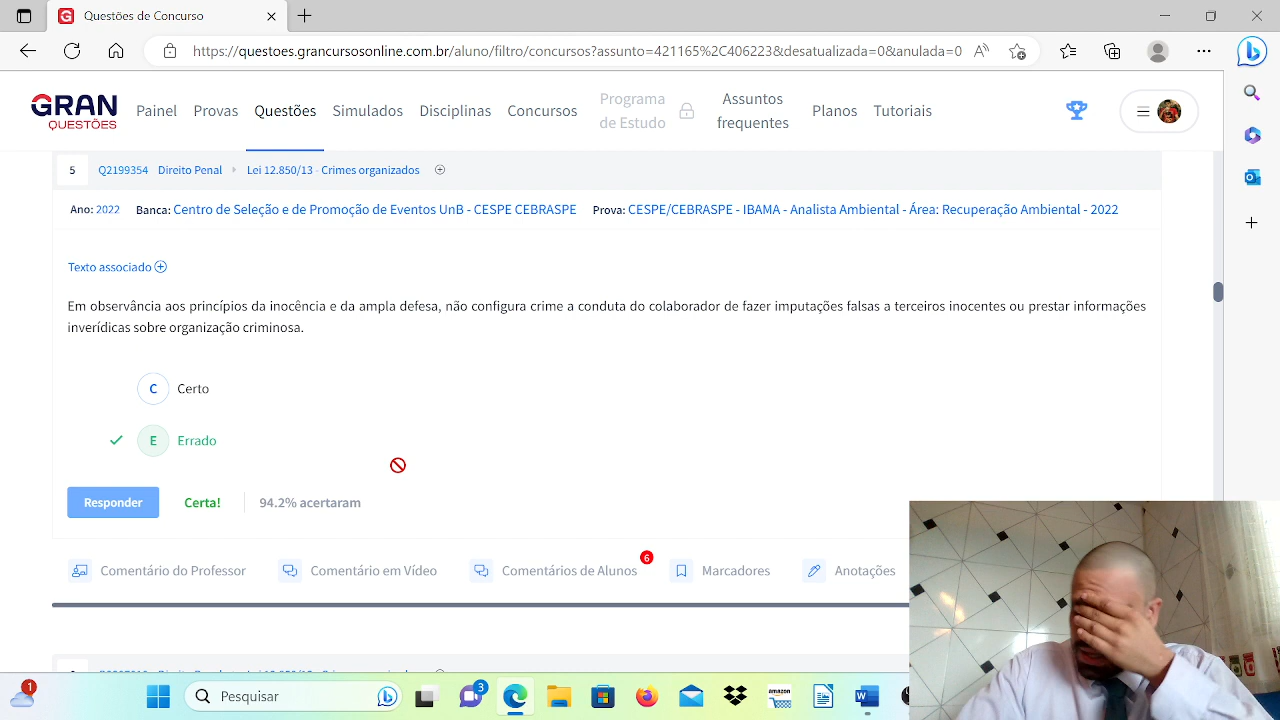 Questões de Concurso
https://questoes.grancursosonline.com.br/aluno/filtro/concursos?assunto=421165%2C406223&desatualizada=0&anulada=0
GRAN
QUESTÕES
Painel
Provas
Questões
Simulados
Disciplinas
Concursos
Programa
de Estudo
Assuntos
frequentes
Planos
Tutoriais
5 Q2199354 Direito Penal Lei 12.850/13 - Crimes organizados
Ano: 2022 Banca: Centro de Seleção e de Promoção de Eventos UnB - CESPE CEBRASPE Prova: CESPE/CEBRASPE - IBAMA - Analista Ambiental - Área: Recuperação Ambiental - 2022
Texto associado
Em observância aos princípios da inocência e da ampla defesa, não configura crime a conduta do colaborador de fazer imputações falsas a terceiros inocentes ou prestar informações
inverídicas sobre organização criminosa.
C Certo
E Errado
Responder Certa! 94.2% acertaram
6
Comentário do Professor Comentário em Vídeo Comentários de Alunos Marcadores Anotações
1
Pesquisar
3
amazon